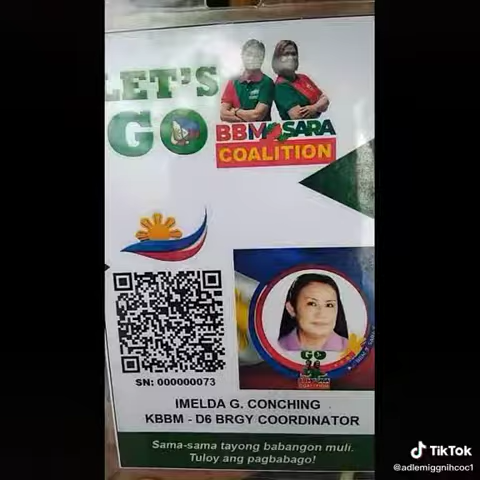 LET'S
GO
BBM SARA
COALITION
SN: 000000073
GO
IMELDA G. CONCHING
KBBM - D6 BRGY COORDINATOR
Sama-sama tayong babangon muli.
Tuloy ang pagbabago!
TikTok
@adlemiggnihcoc1